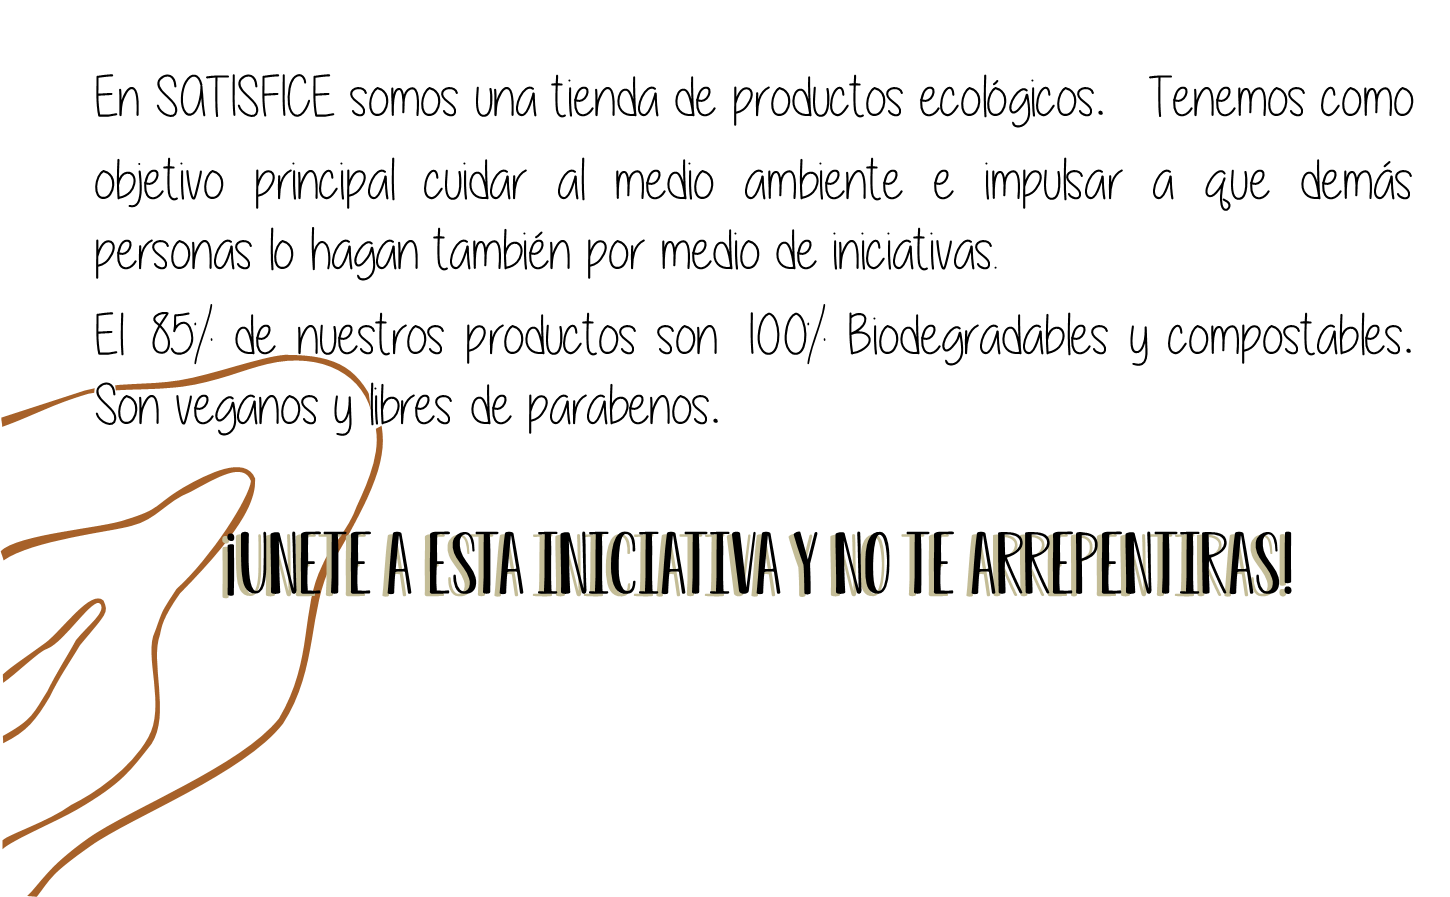 En SATISFICE somos una tienda de productos ecológicos. Tenemos como
objetivo principal cuidar al medio ambiente e impulsar a que demás
personas lo hagan también por medio de iniciativas.
El 85% de nuestros productos son 100% Biodegradables y compostables.
Son veganos y libres de parabenos.
¡UNETE A ESTA INICIATIVA Y NO TE ARREPENTIRAS!